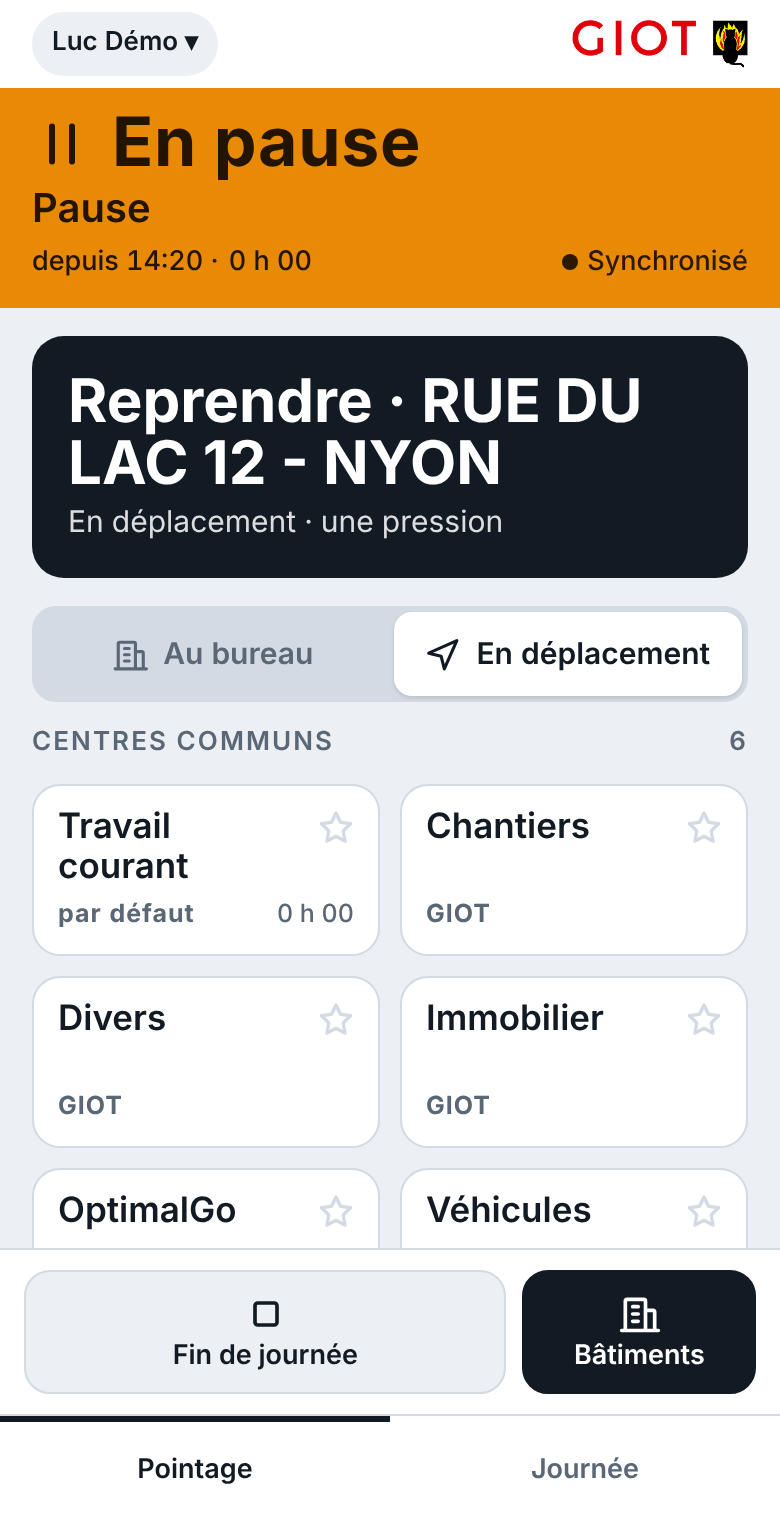 Luc Démo ▾
GIOT
En pause
Pause
depuis 14:20 · 0 h 00
● Synchronisé
Reprendre · RUE DU
LAC 12 - NYON
En déplacement · une pression
Au bureau
En déplacement
CENTRES COMMUNS
6
Travail
courant
par défaut
0 h 00
Chantiers
GIOT
Divers
GIOT
Immobilier
GIOT
OptimalGo
Véhicules
Fin de journée
Bâtiments
Pointage
Journée